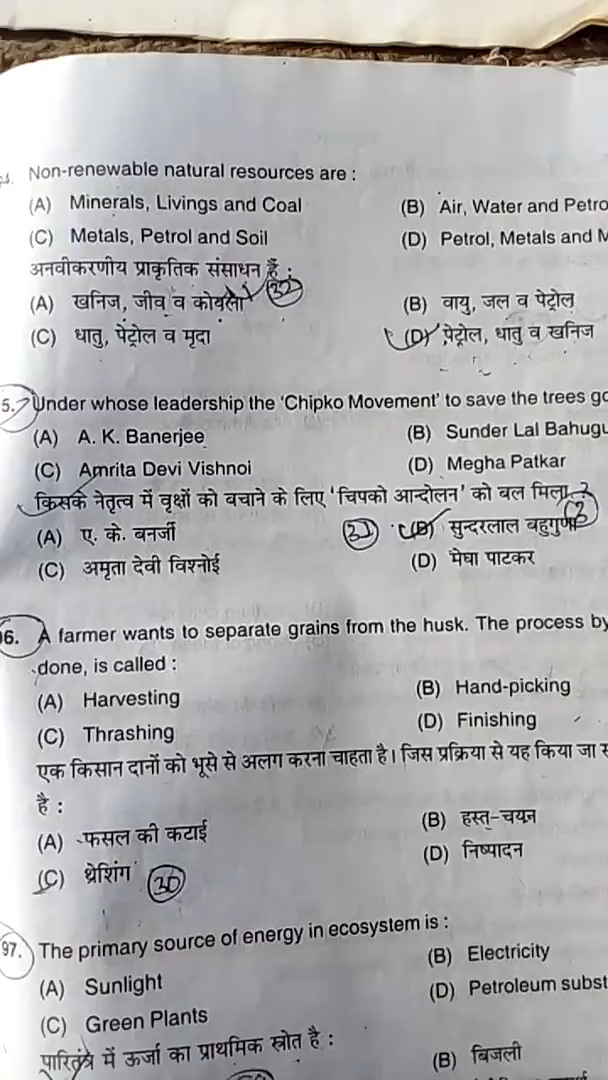 Non-renewable natural resources are :
(A) Minerals, Livings and Coal (B) Air, Water and Petro
(C) Metals, Petrol and Soil (D) Petrol, Metals and M
अनवीकरणीय प्राकृतिक संसाधन हैं :
(A) खनिज, जीव व कोयला (32) (B) वायु, जल व पेट्रोल
(C) धातु, पेट्रोल व मृदा (D) पेट्रोल, धातु व खनिज
5. Under whose leadership the 'Chipko Movement' to save the trees go
(A) A. K. Banerjee (B) Sunder Lal Bahugu
(C) Amrita Devi Vishnoi (D) Megha Patkar
किसके नेतृत्व में वृक्षों को बचाने के लिए 'चिपको आन्दोलन' को बल मिला ?
(A) ए. के. बनर्जी (31) (B) सुन्दरलाल बहुगुणा
(C) अमृता देवी विश्नोई (D) मेघा पाटकर
96. A farmer wants to separate grains from the husk. The process by
done, is called :
(A) Harvesting (B) Hand-picking
(C) Thrashing (D) Finishing
एक किसान दानों को भूसे से अलग करना चाहता है। जिस प्रक्रिया से यह किया जा स
है :
(A) फसल की कटाई (B) हस्त-चयन
(C) थ्रेशिंग (30) (D) निष्पादन
97. The primary source of energy in ecosystem is :
(A) Sunlight (B) Electricity
(C) Green Plants (D) Petroleum subst
पारितंत्र में ऊर्जा का प्राथमिक स्रोत है :
(B) बिजली